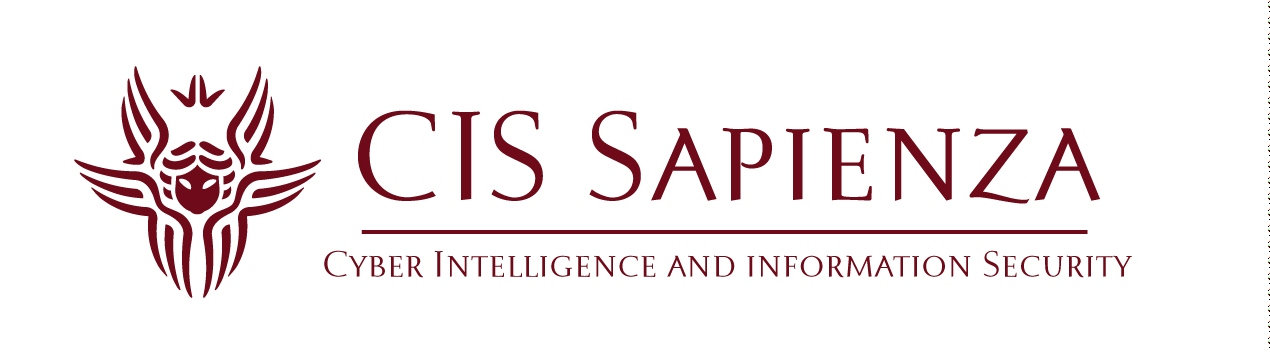 CIS SAPIENZA
CYBER INTELLIGENCE AND INFORMATION SECURITY